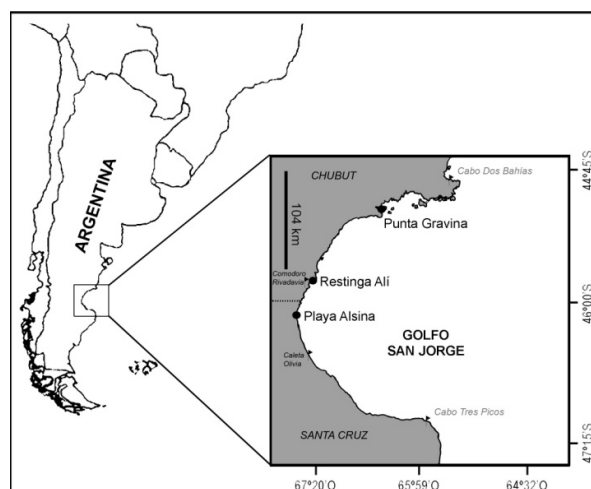 ARGENTINA
CHUBUT
Cabo Dos Bahías
104 km
Punta Gravina
Comodoro
Rivadavia
Restinga Alí
Playa Alsina
GOLFO
SAN JORGE
Caleta
Olivia
Cabo Tres Picos
SANTA CRUZ
44°45'S
46°00'S
47°15'S
67°20'O
65°59'O
64°32'O